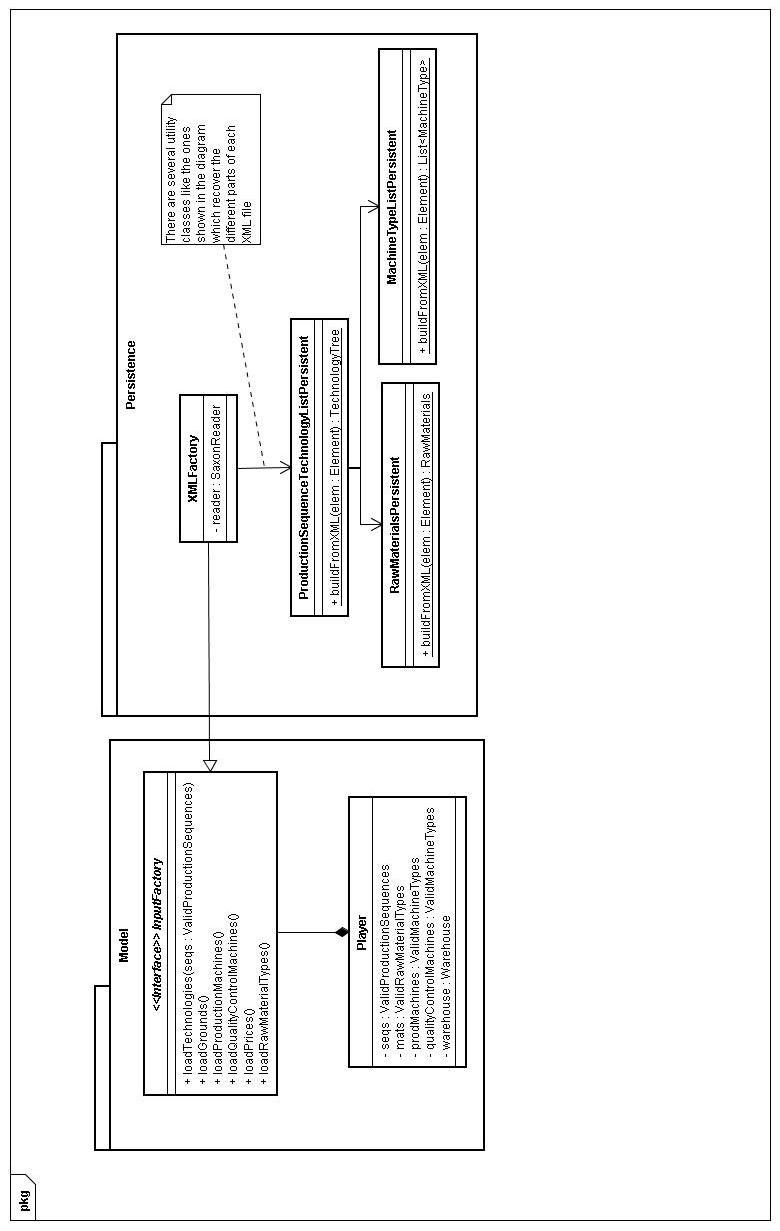 pkg
Model
<<Interface>> InputFactory
+ loadTechnologies(seqs : ValidProductionSequences)
+ loadGrounds()
+ loadProductionMachines()
+ loadQualityControlMachines()
+ loadPrices()
+ loadRawMaterialTypes()
Player
- seqs : ValidProductionSequences
- mats : ValidRawMaterialTypes
- prodMachines : ValidMachineTypes
- qualityControlMachines : ValidMachineTypes
- warehouse : Warehouse
Persistence
There are several utility
classes like the ones
shown in the diagram
which recover the
different parts of each
XML file
XMLFactory
- reader : SaxonReader
ProductionSequenceTechnologyListPersistent
+ buildFromXML(elem : Element) : TechnologyTree
RawMaterialsPersistent
+ buildFromXML(elem : Element) : RawMaterials
MachineTypeListPersistent
+ buildFromXML(elem : Element) : List<MachineType>